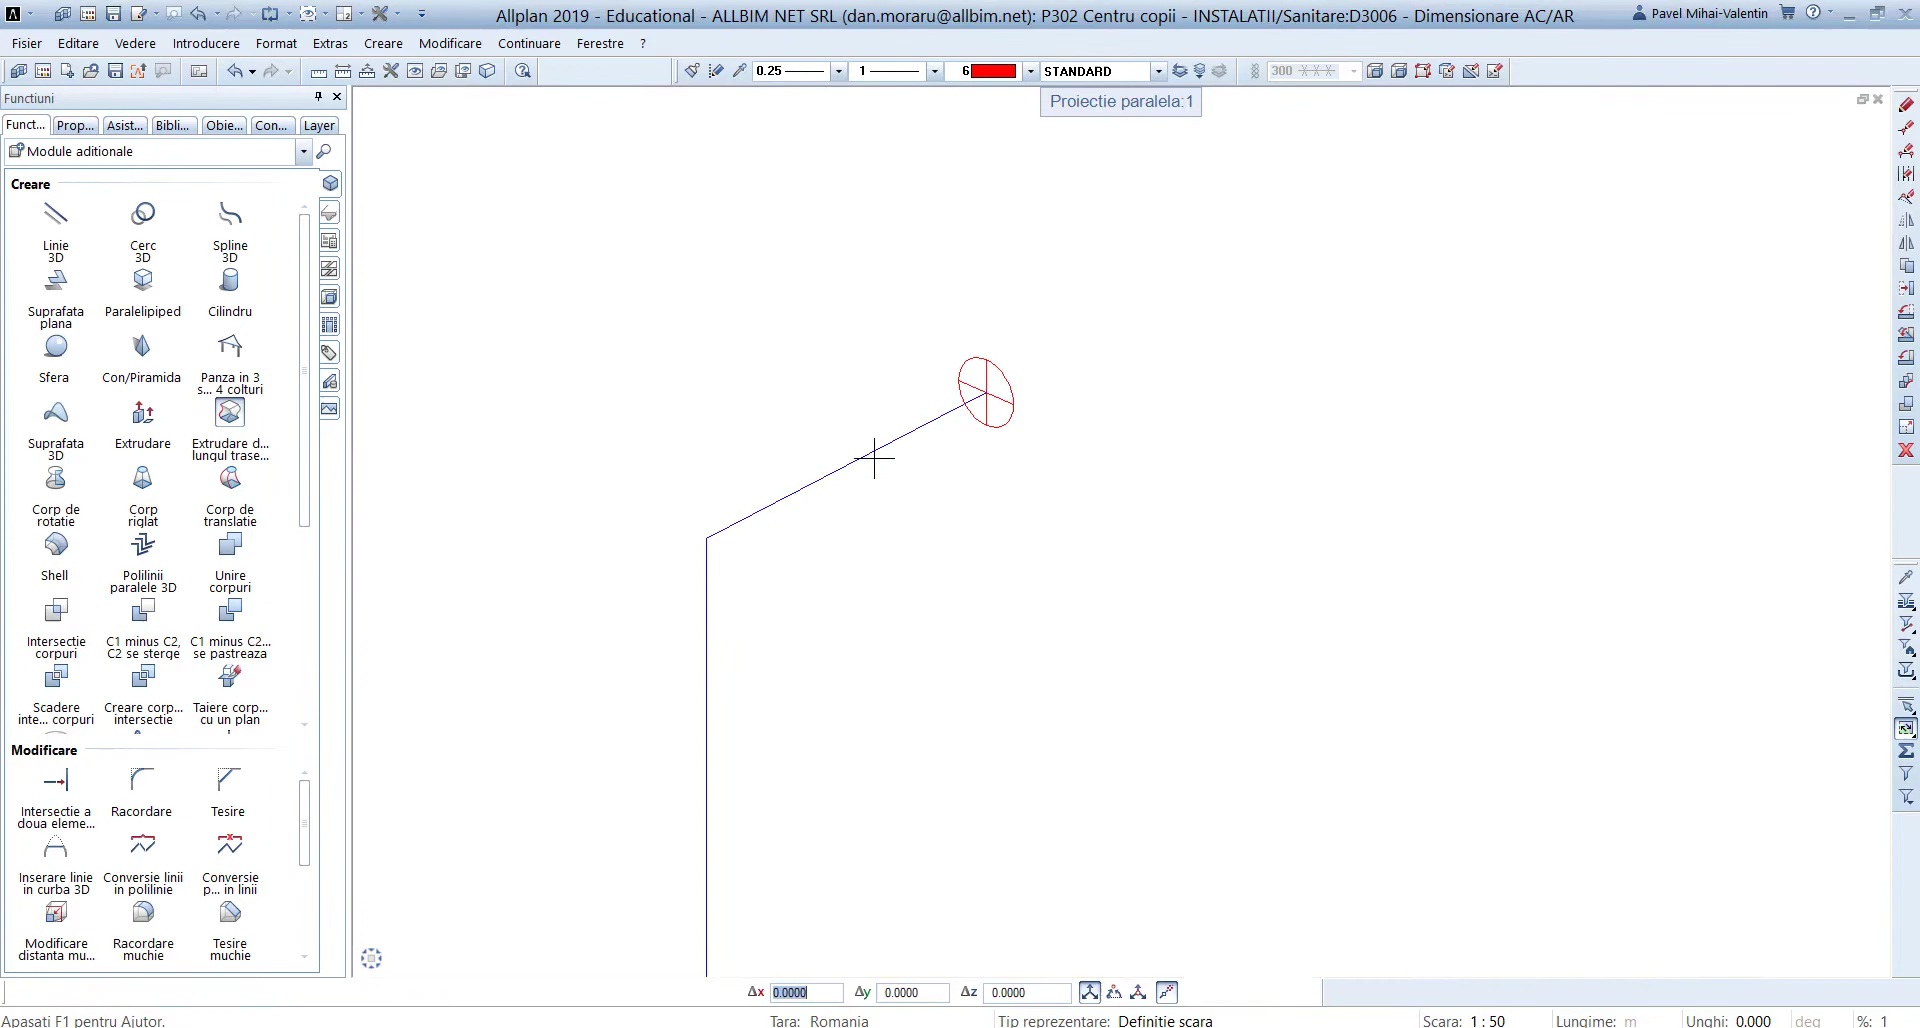 Allplan 2019 - Educational - ALLBIM NET SRL (dan.moraru@allbim.net): P302 Centru copii - INSTALATII/Sanitare:D3006 - Dimensionare AC/AR
Pavel Mihai-Valentin
Fisier Editare Vedere Introducere Format Extras Creare Modificare Continuare Ferestre ?
0.25 1 6 STANDARD 300
Functiuni
Proiectie paralela:1
Funct... Prop... Asist... Bibli... Obie... Con... Layer
Module aditionale
Creare
Linie 3D
Cerc 3D
Spline 3D
Suprafata plana
Paralelipiped
Cilindru
Sfera
Con/Piramida
Panza in 3 s... 4 colturi
Suprafata 3D
Extrudare
Extrudare d... lungul trase...
Corp de rotatie
Corp riglat
Corp de translatie
Shell
Polilinii paralele 3D
Unire corpuri
Intersectie corpuri
C1 minus C2, C2 se sterge
C1 minus C2... se pastreaza
Scadere inte... corpuri
Creare corp... intersectie
Taiere corp... cu un plan
Modificare
Intersectie a doua eleme...
Racordare
Tesire
Inserare linie in curba 3D
Conversie linii in polilinie
Conversie p... in linii
Modificare distanta mu...
Racordare muchie
Tesire muchie
Δx 0.0000 Δy 0.0000 Δz 0.0000
Apasati F1 pentru Ajutor.
Tara: Romania
Tip reprezentare: Definitie scara
Scara: 1 : 50
Lungime: m
Unghi: 0.000 deg
%: 1